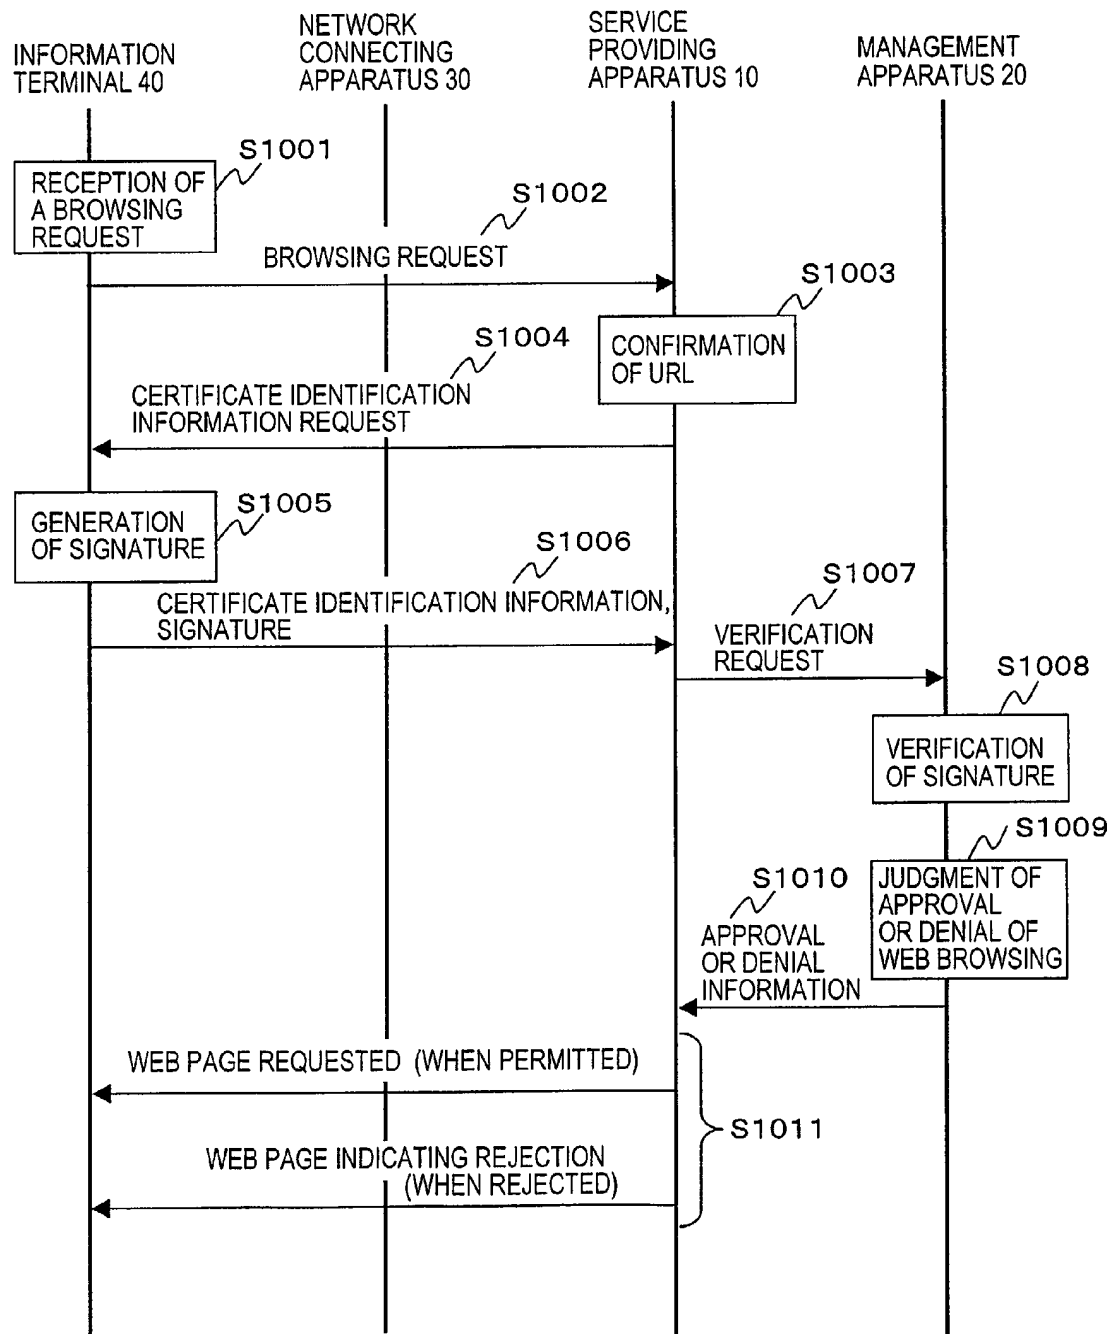 INFORMATION
TERMINAL 40
NETWORK
CONNECTING
APPARATUS 30
SERVICE
PROVIDING
APPARATUS 10
MANAGEMENT
APPARATUS 20
S1001
RECEPTION OF
A BROWSING
REQUEST
S1002
BROWSING REQUEST
S1003
CONFIRMATION
OF URL
S1004
CERTIFICATE IDENTIFICATION
INFORMATION REQUEST
S1005
GENERATION
OF SIGNATURE
S1006
CERTIFICATE IDENTIFICATION INFORMATION,
SIGNATURE
S1007
VERIFICATION
REQUEST
S1008
VERIFICATION
OF SIGNATURE
S1009
JUDGMENT OF
APPROVAL
OR DENIAL OF
WEB BROWSING
S1010
APPROVAL
OR DENIAL
INFORMATION
WEB PAGE REQUESTED (WHEN PERMITTED)
S1011
WEB PAGE INDICATING REJECTION
(WHEN REJECTED)